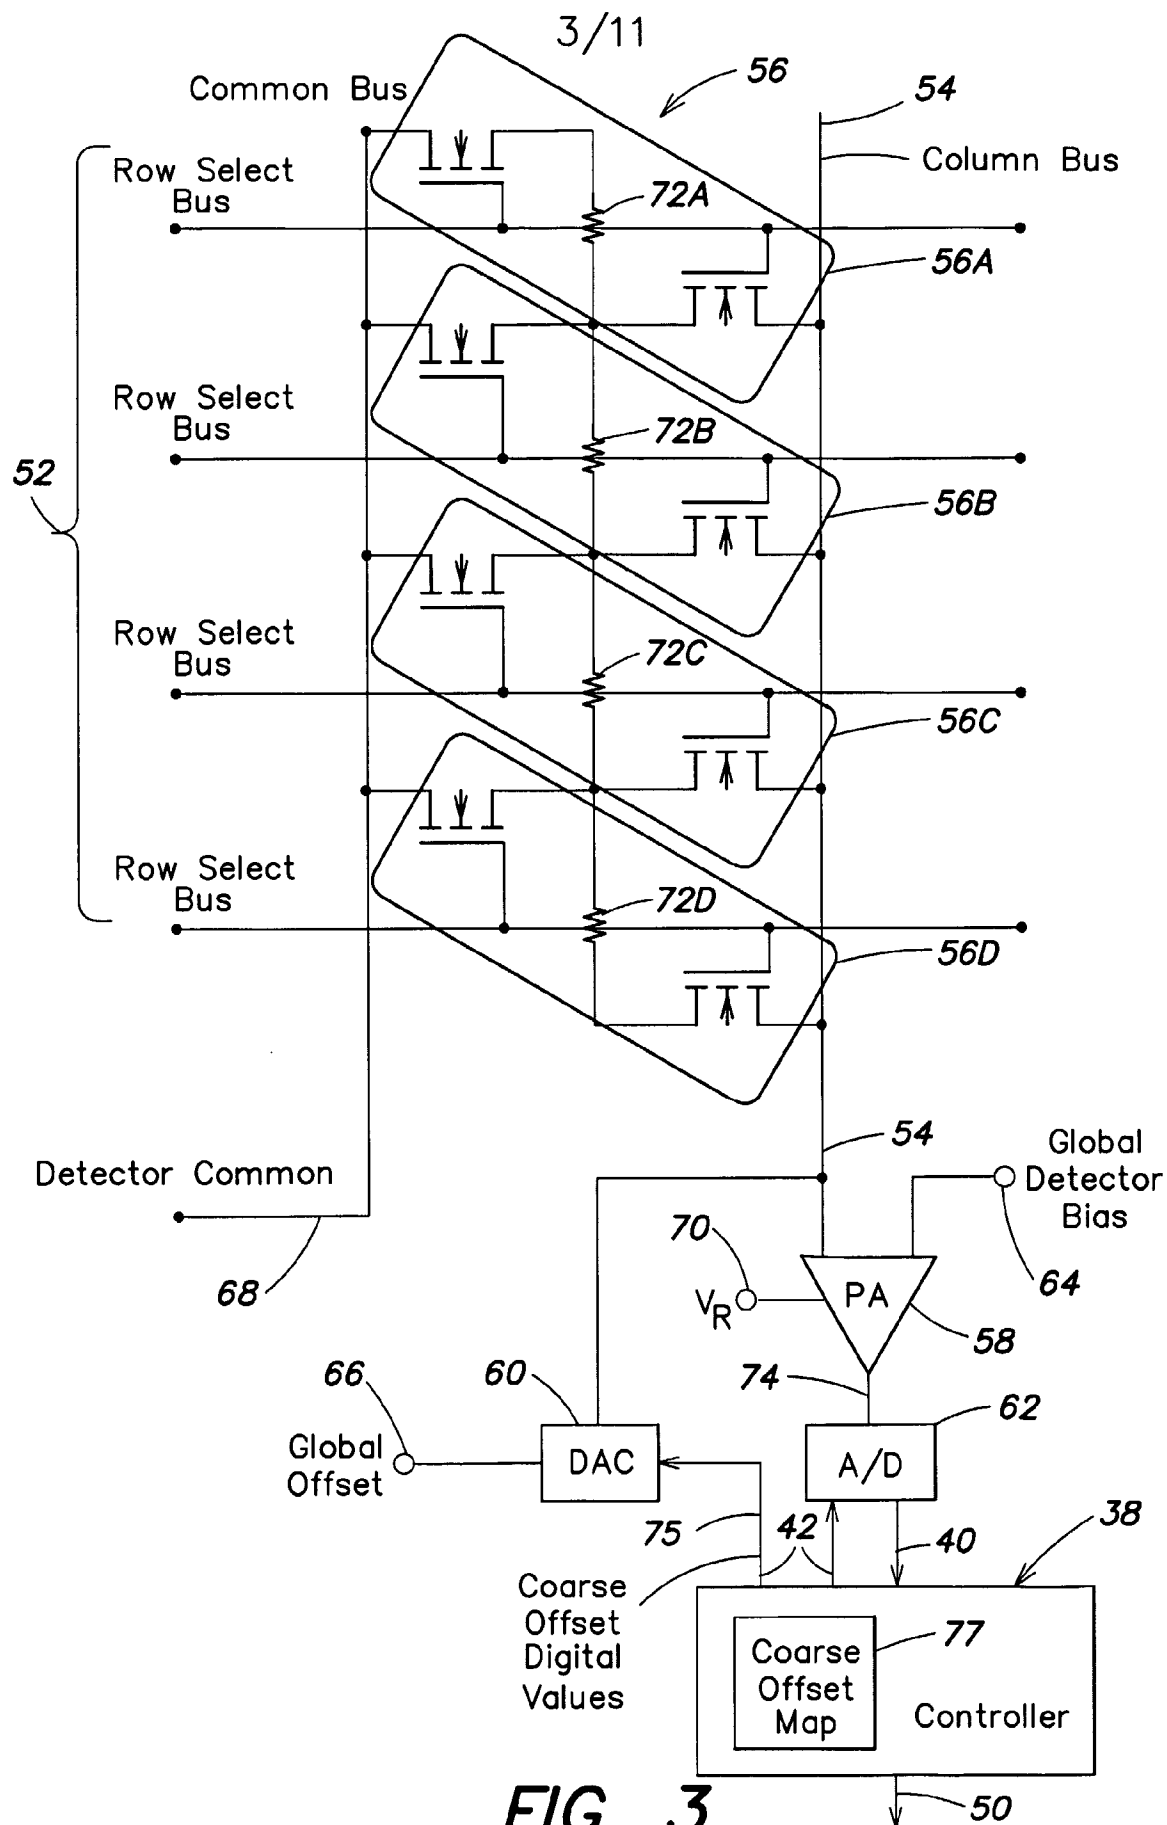 3/11
Common Bus
56
54
Column Bus
Row Select
Bus
72A
56A
Row Select
Bus
72B
52
56B
Row Select
Bus
72C
56C
Row Select
Bus
72D
56D
54
Global
Detector
Bias
Detector Common
68
70
VR
PA
64
58
66
60
74
62
Global
Offset
DAC
A/D
75
42
40
38
Coarse
Offset
Digital
Values
77
Coarse
Offset
Map
Controller
FIG. 3
50